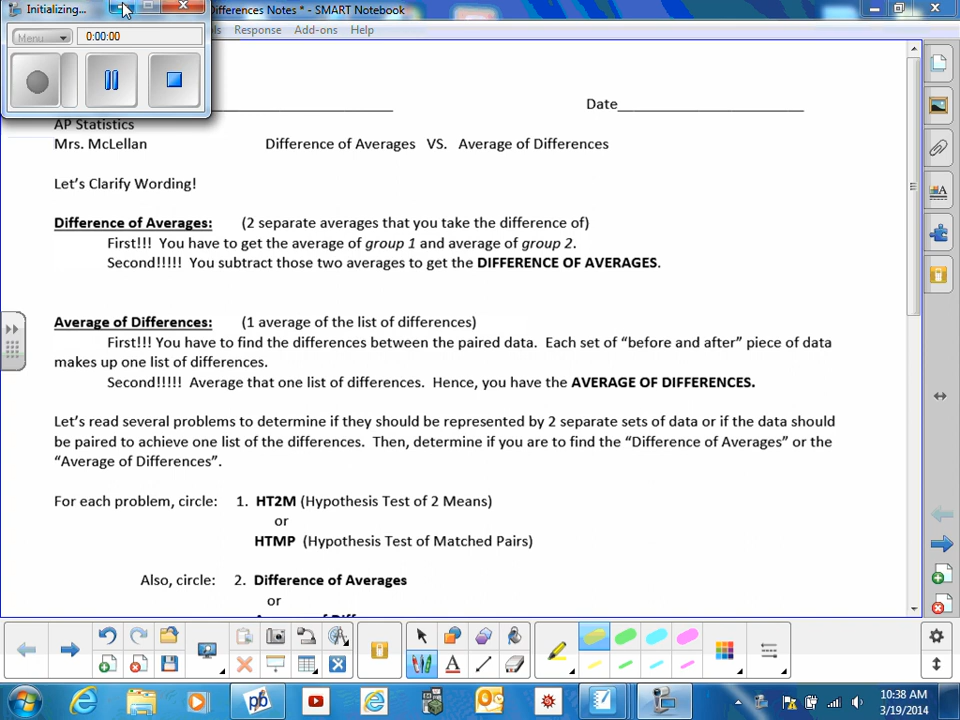 Initializing...
Differences Notes * - SMART Notebook
Menu
0:00:00
Response Add-ons Help
Date
AP Statistics
Mrs. McLellan Difference of Averages VS. Average of Differences
Let's Clarify Wording!
Difference of Averages: (2 separate averages that you take the difference of)
First!!! You have to get the average of group 1 and average of group 2.
Second!!!!! You subtract those two averages to get the DIFFERENCE OF AVERAGES.
Average of Differences: (1 average of the list of differences)
First!!! You have to find the differences between the paired data. Each set of “before and after” piece of data
makes up one list of differences.
Second!!!!! Average that one list of differences. Hence, you have the AVERAGE OF DIFFERENCES.
Let's read several problems to determine if they should be represented by 2 separate sets of data or if the data should
be paired to achieve one list of the differences. Then, determine if you are to find the “Difference of Averages” or the
“Average of Differences”.
For each problem, circle: 1. HT2M (Hypothesis Test of 2 Means)
or
HTMP (Hypothesis Test of Matched Pairs)
Also, circle: 2. Difference of Averages
or
10:38 AM
3/19/2014